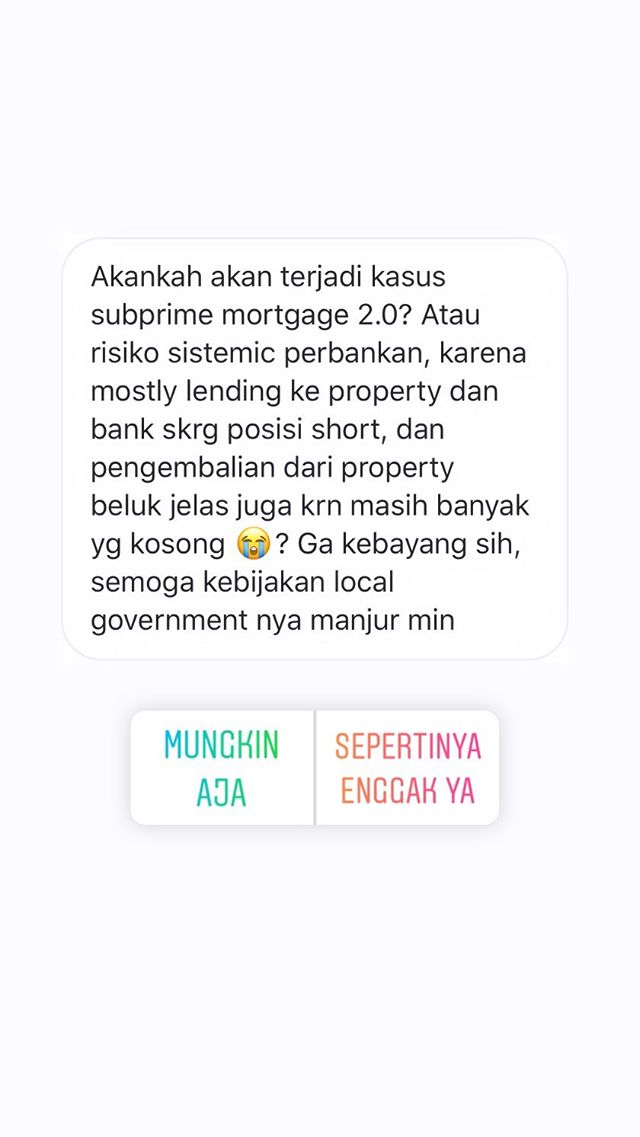 Akankah akan terjadi kasus
subprime mortgage 2.0? Atau
risiko sistemic perbankan, karena
mostly lending ke property dan
bank skrg posisi short, dan
pengembalian dari property
beluk jelas juga krn masih banyak
yg kosong 😭? Ga kebayang sih,
semoga kebijakan local
government nya manjur min
MUNGKIN
AJA
SEPERTINYA
ENGGAK YA